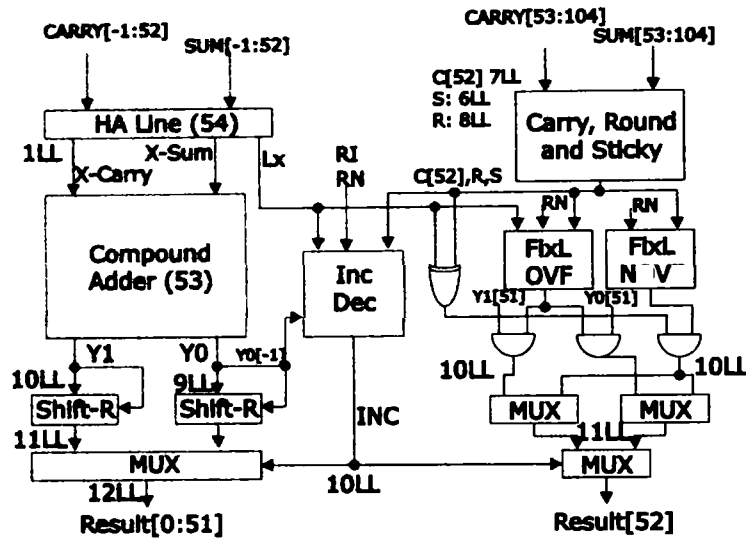 CARRY[-1:52]
SUM[-1:52]
CARRY[53:104]
SUM[53:104]
C[52] 7LL
S: 6LL
R: 8LL
Carry, Round
and Sticky
HA Line (54)
1LL
X-Carry
X-Sum
Lx
RI
RN
C[52],R,S
RN
RN
Compound
Adder (53)
Inc
Dec
FixL
OVF
FixL
Y1[51]
Y0[51]
Y1
Y0
Y0[-1]
10LL
9LL
Shift-R
Shift-R
INC
10LL
10LL
MUX
MUX
11LL
11LL
MUX
10LL
MUX
12LL
Result[0:51]
Result[52]